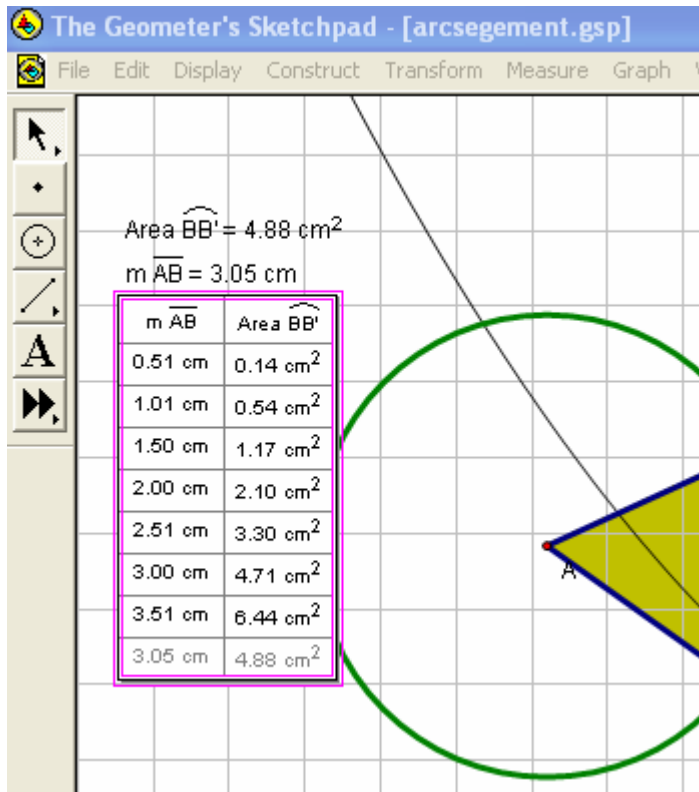 The Geometer's Sketchpad - [arcsegement.gsp]
File Edit Display Construct Transform Measure Graph
A
Area BB' = 4.88 cm²
m AB = 3.05 cm
m AB Area BB'
0.51 cm 0.14 cm²
1.01 cm 0.54 cm²
1.50 cm 1.17 cm²
2.00 cm 2.10 cm²
2.51 cm 3.30 cm²
3.00 cm 4.71 cm²
3.51 cm 6.44 cm²
3.05 cm 4.88 cm²
A